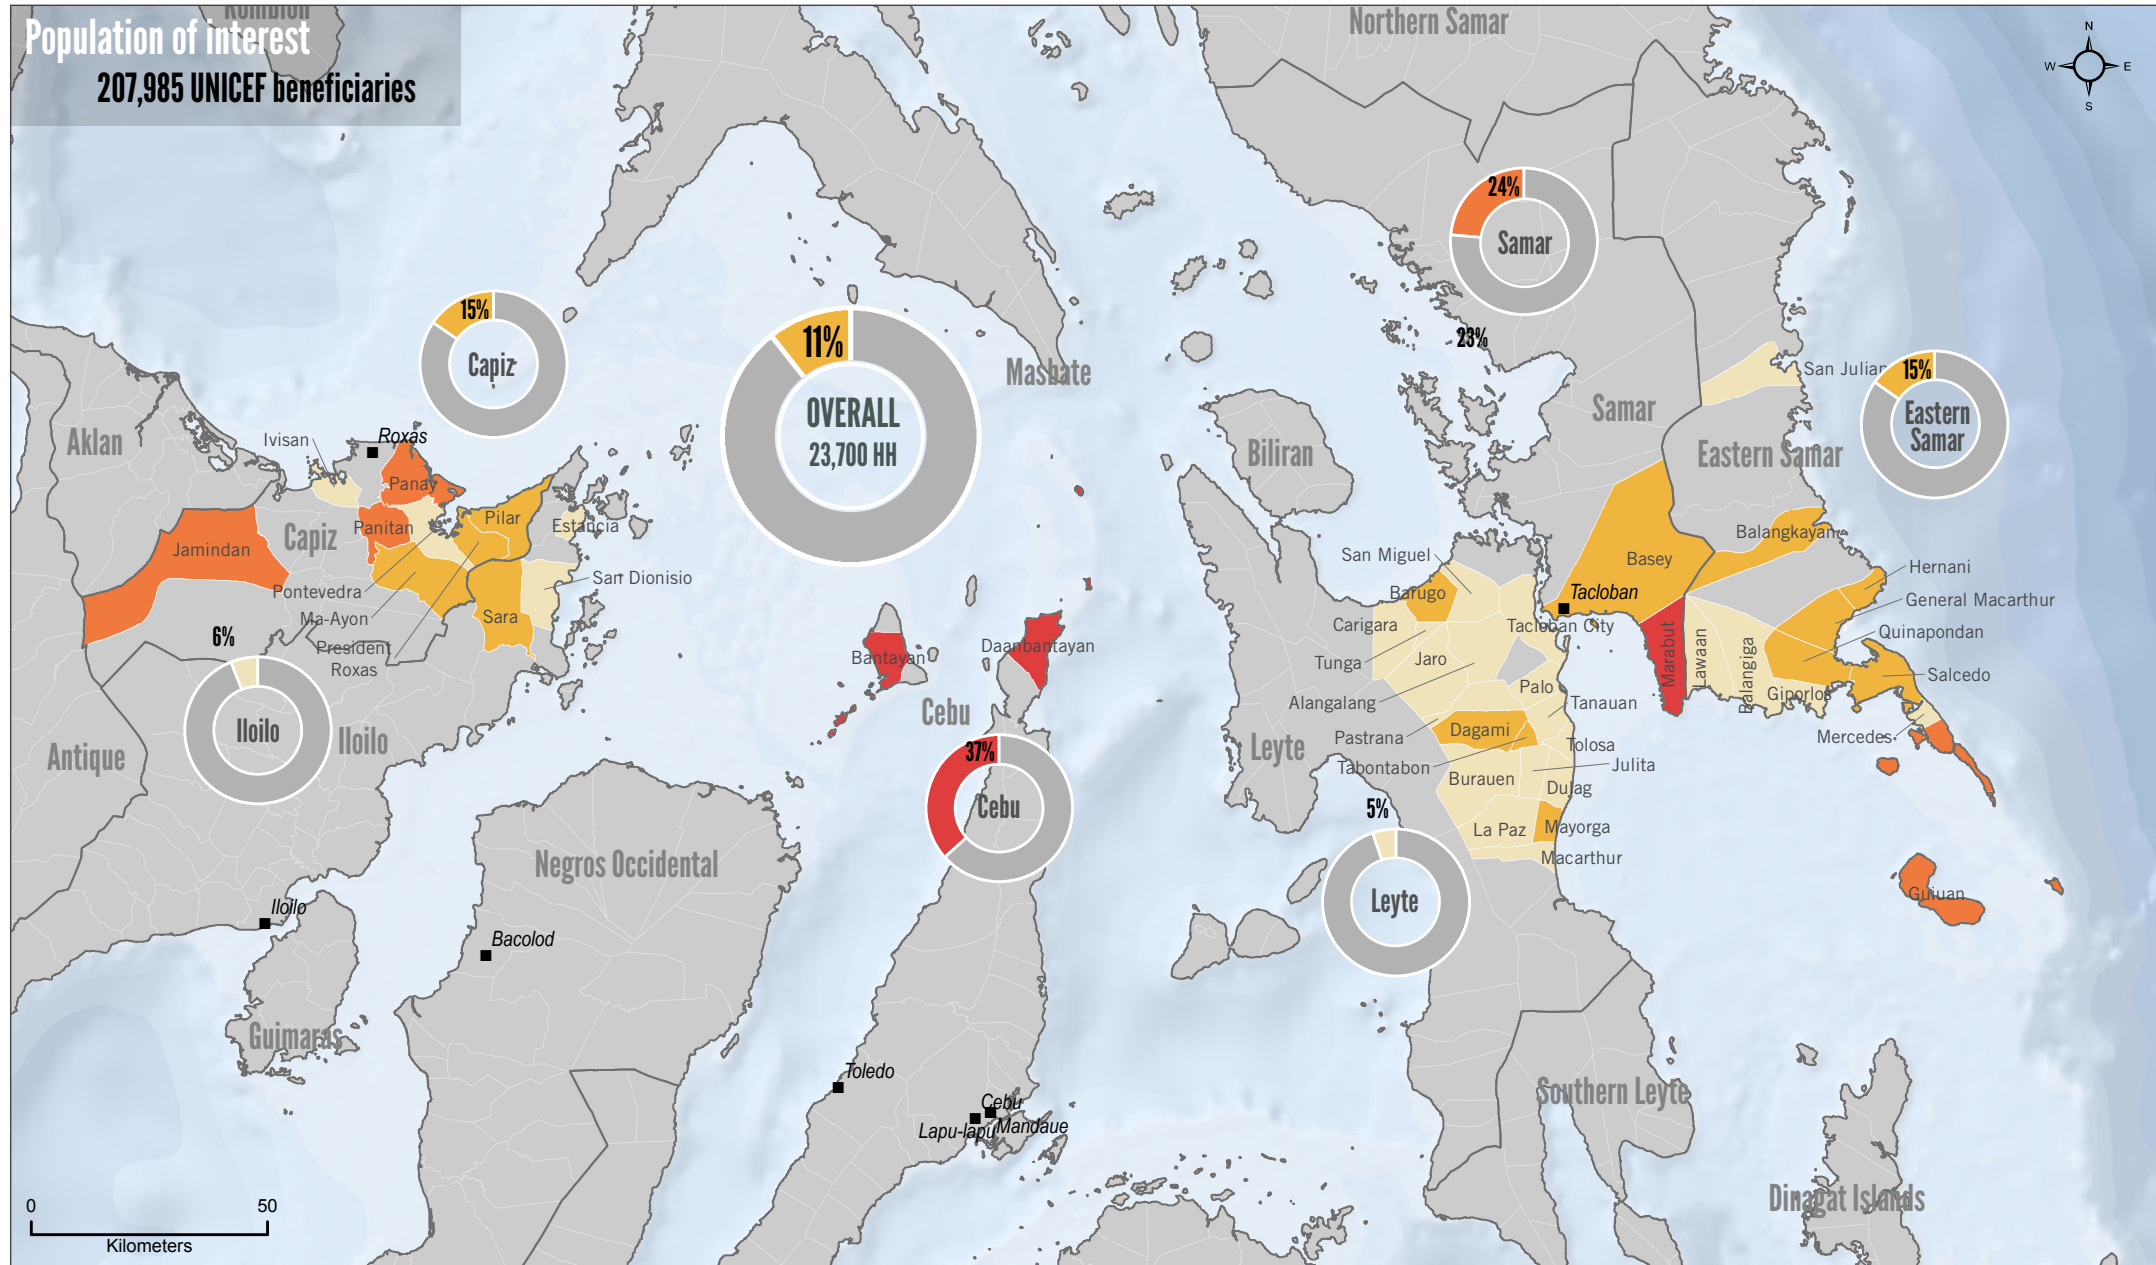 Romblon
Northern Samar
Population of interest
207,985 UNICEF beneficiaries
N
W
E
S
24%
Samar
23%
15%
Capiz
11%
OVERALL
23,700 HH
Masbate
San Julian
15%
Eastern
Samar
Samar
Eastern Samar
Aklan
Ivisan
Roxas
Panay
Biliran
Pilar
Panitan
Estancia
Capiz
Jamindan
Balangkayan
San Miguel
Basey
Hernani
San Dionisio
Pontevedra
Barugo
Tacloban
General Macarthur
Ma-Ayon
Sara
Carigara
Tacloban City
Quinapondan
6%
President
Roxas
Bantayan
Daanbantayan
Tunga
Jaro
Marabut
Lawaan
Balangiga
Salcedo
Palo
Giporlos
Alangalang
Tanauan
Cebu
Iloilo
Iloilo
Antique
Leyte
Pastrana
Dagami
Mercedes
Tolosa
37%
Cebu
Tabontabon
Julita
Burauen
Dulag
5%
La Paz
Mayorga
Macarthur
Negros Occidental
Leyte
Guiuan
Iloilo
Bacolod
Guimaras
Toledo
Cebu
Lapu-lapu
Mandaue
Southern Leyte
Dinagat Islands
0
50
Kilometers